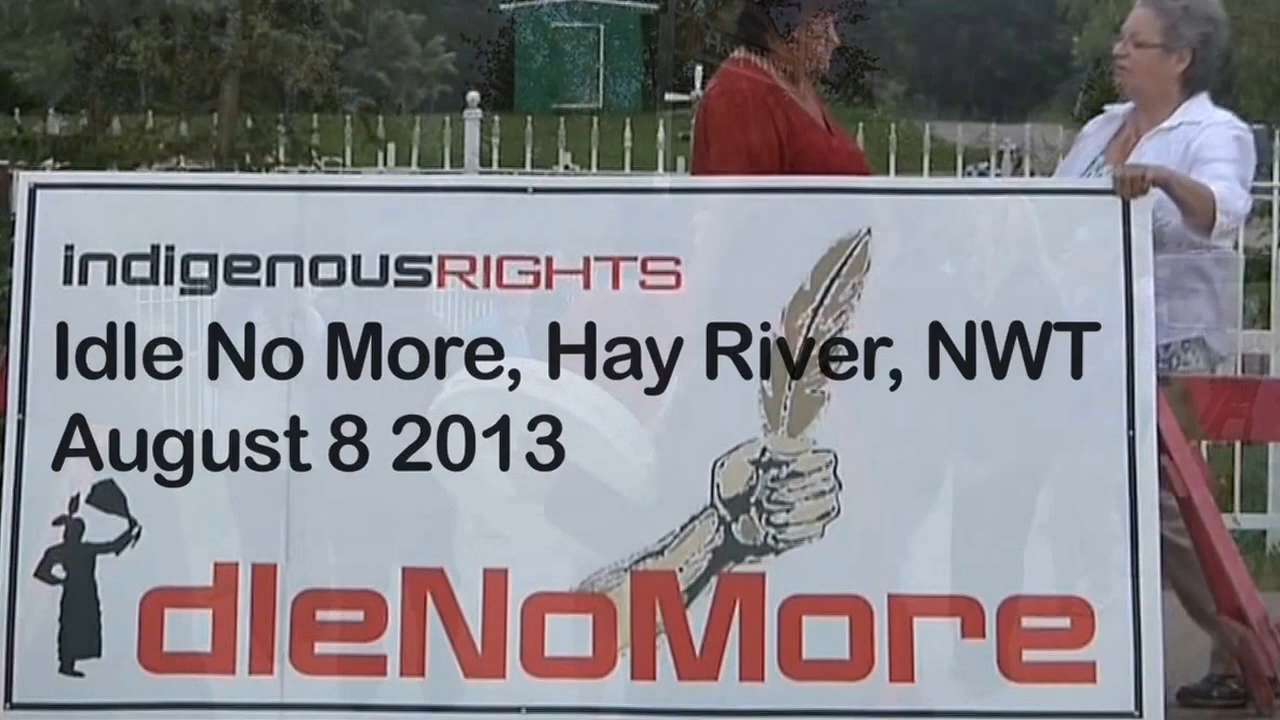 indigenousRIGHTS
Idle No More, Hay River, NWT
August 8 2013
dleNoMore